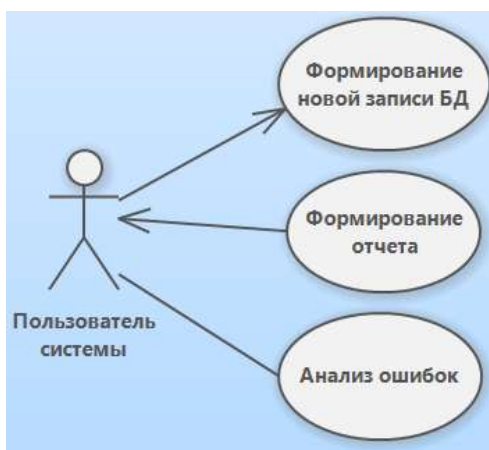 Формирование
новой записи БД
Формирование
отчета
Пользователь
системы
Анализ ошибок